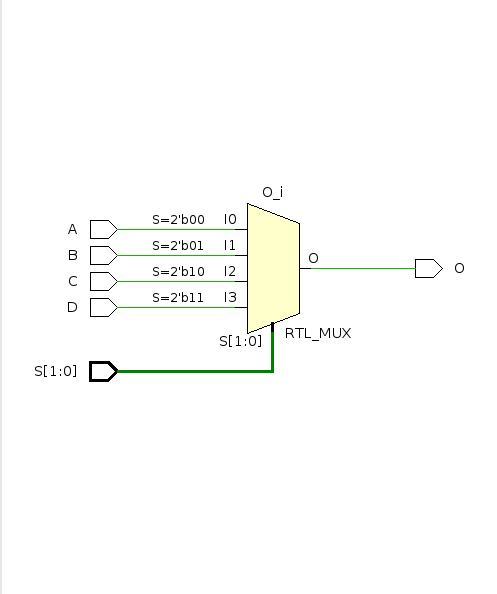 O_i
A S=2'b00 I0
B S=2'b01 I1
C S=2'b10 I2
D S=2'b11 I3
O O
S[1:0] RTL_MUX
S[1:0]